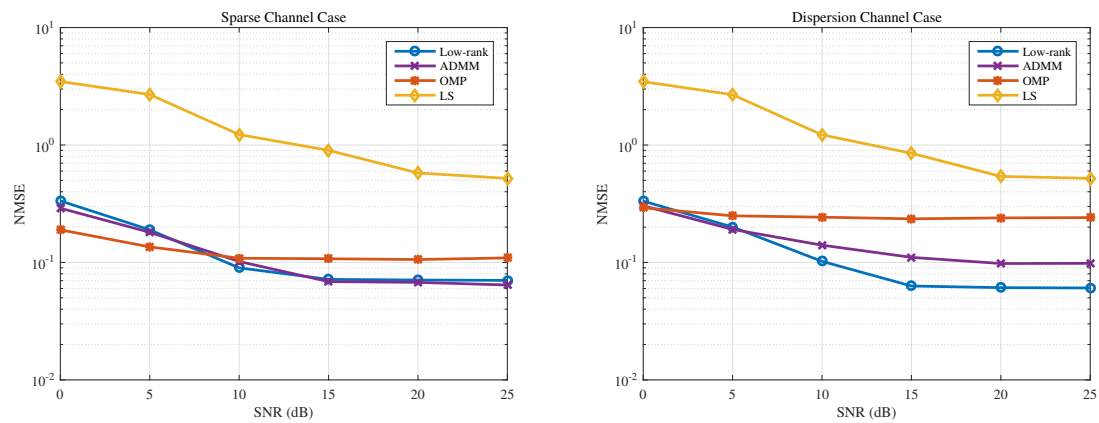 Sparse Channel Case
10^1
10^0
10^-1
10^-2
NMSE
Low-rank
ADMM
OMP
LS
0 5 10 15 20 25
SNR (dB)
Dispersion Channel Case
10^1
10^0
10^-1
10^-2
NMSE
Low-rank
ADMM
OMP
LS
0 5 10 15 20 25
SNR (dB)